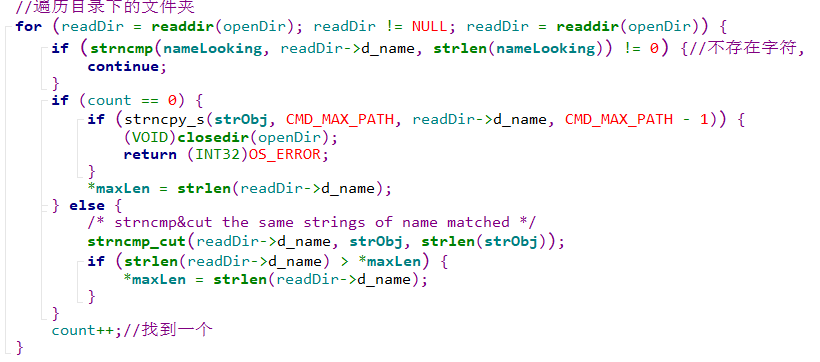 //遍历目录下的文件夹
for (readDir = readdir(openDir); readDir != NULL; readDir = readdir(openDir)) {
if (strncmp(nameLooking, readDir->d_name, strlen(nameLooking)) != 0) {//不存在字符,
continue;
}
if (count == 0) {
if (strncpy_s(strObj, CMD_MAX_PATH, readDir->d_name, CMD_MAX_PATH - 1)) {
(VOID)closedir(openDir);
return (INT32)OS_ERROR;
}
*maxLen = strlen(readDir->d_name);
} else {
/* strncmp&cut the same strings of name matched */
strncmp_cut(readDir->d_name, strObj, strlen(strObj));
if (strlen(readDir->d_name) > *maxLen) {
*maxLen = strlen(readDir->d_name);
}
}
count++;//找到一个
}